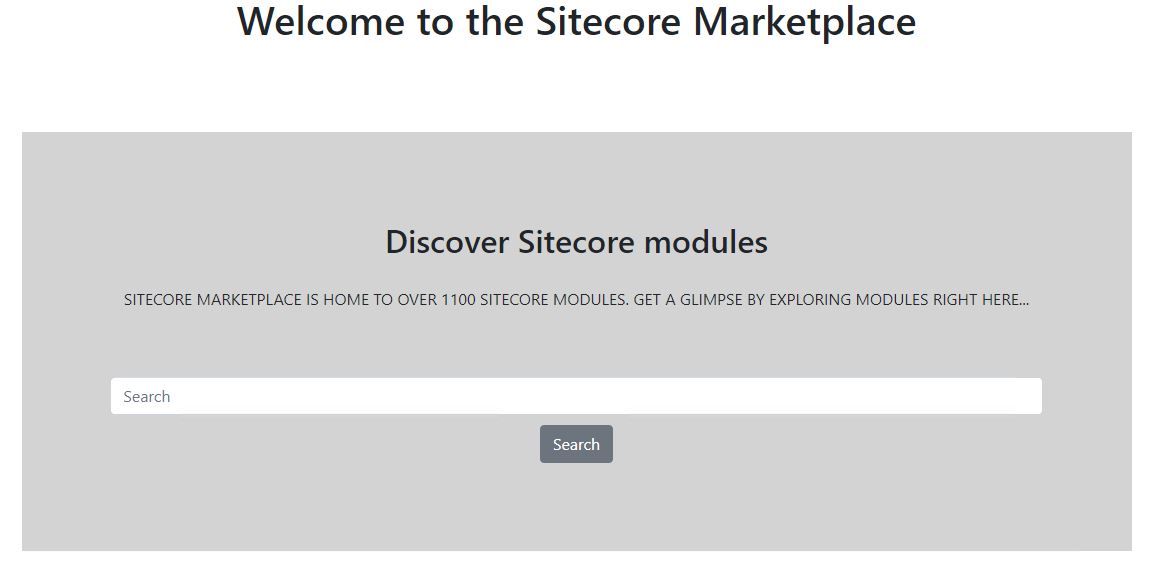 Welcome to the Sitecore Marketplace
Discover Sitecore modules
SITECORE MARKETPLACE IS HOME TO OVER 1100 SITECORE MODULES. GET A GLIMPSE BY EXPLORING MODULES RIGHT HERE...
Search
Search